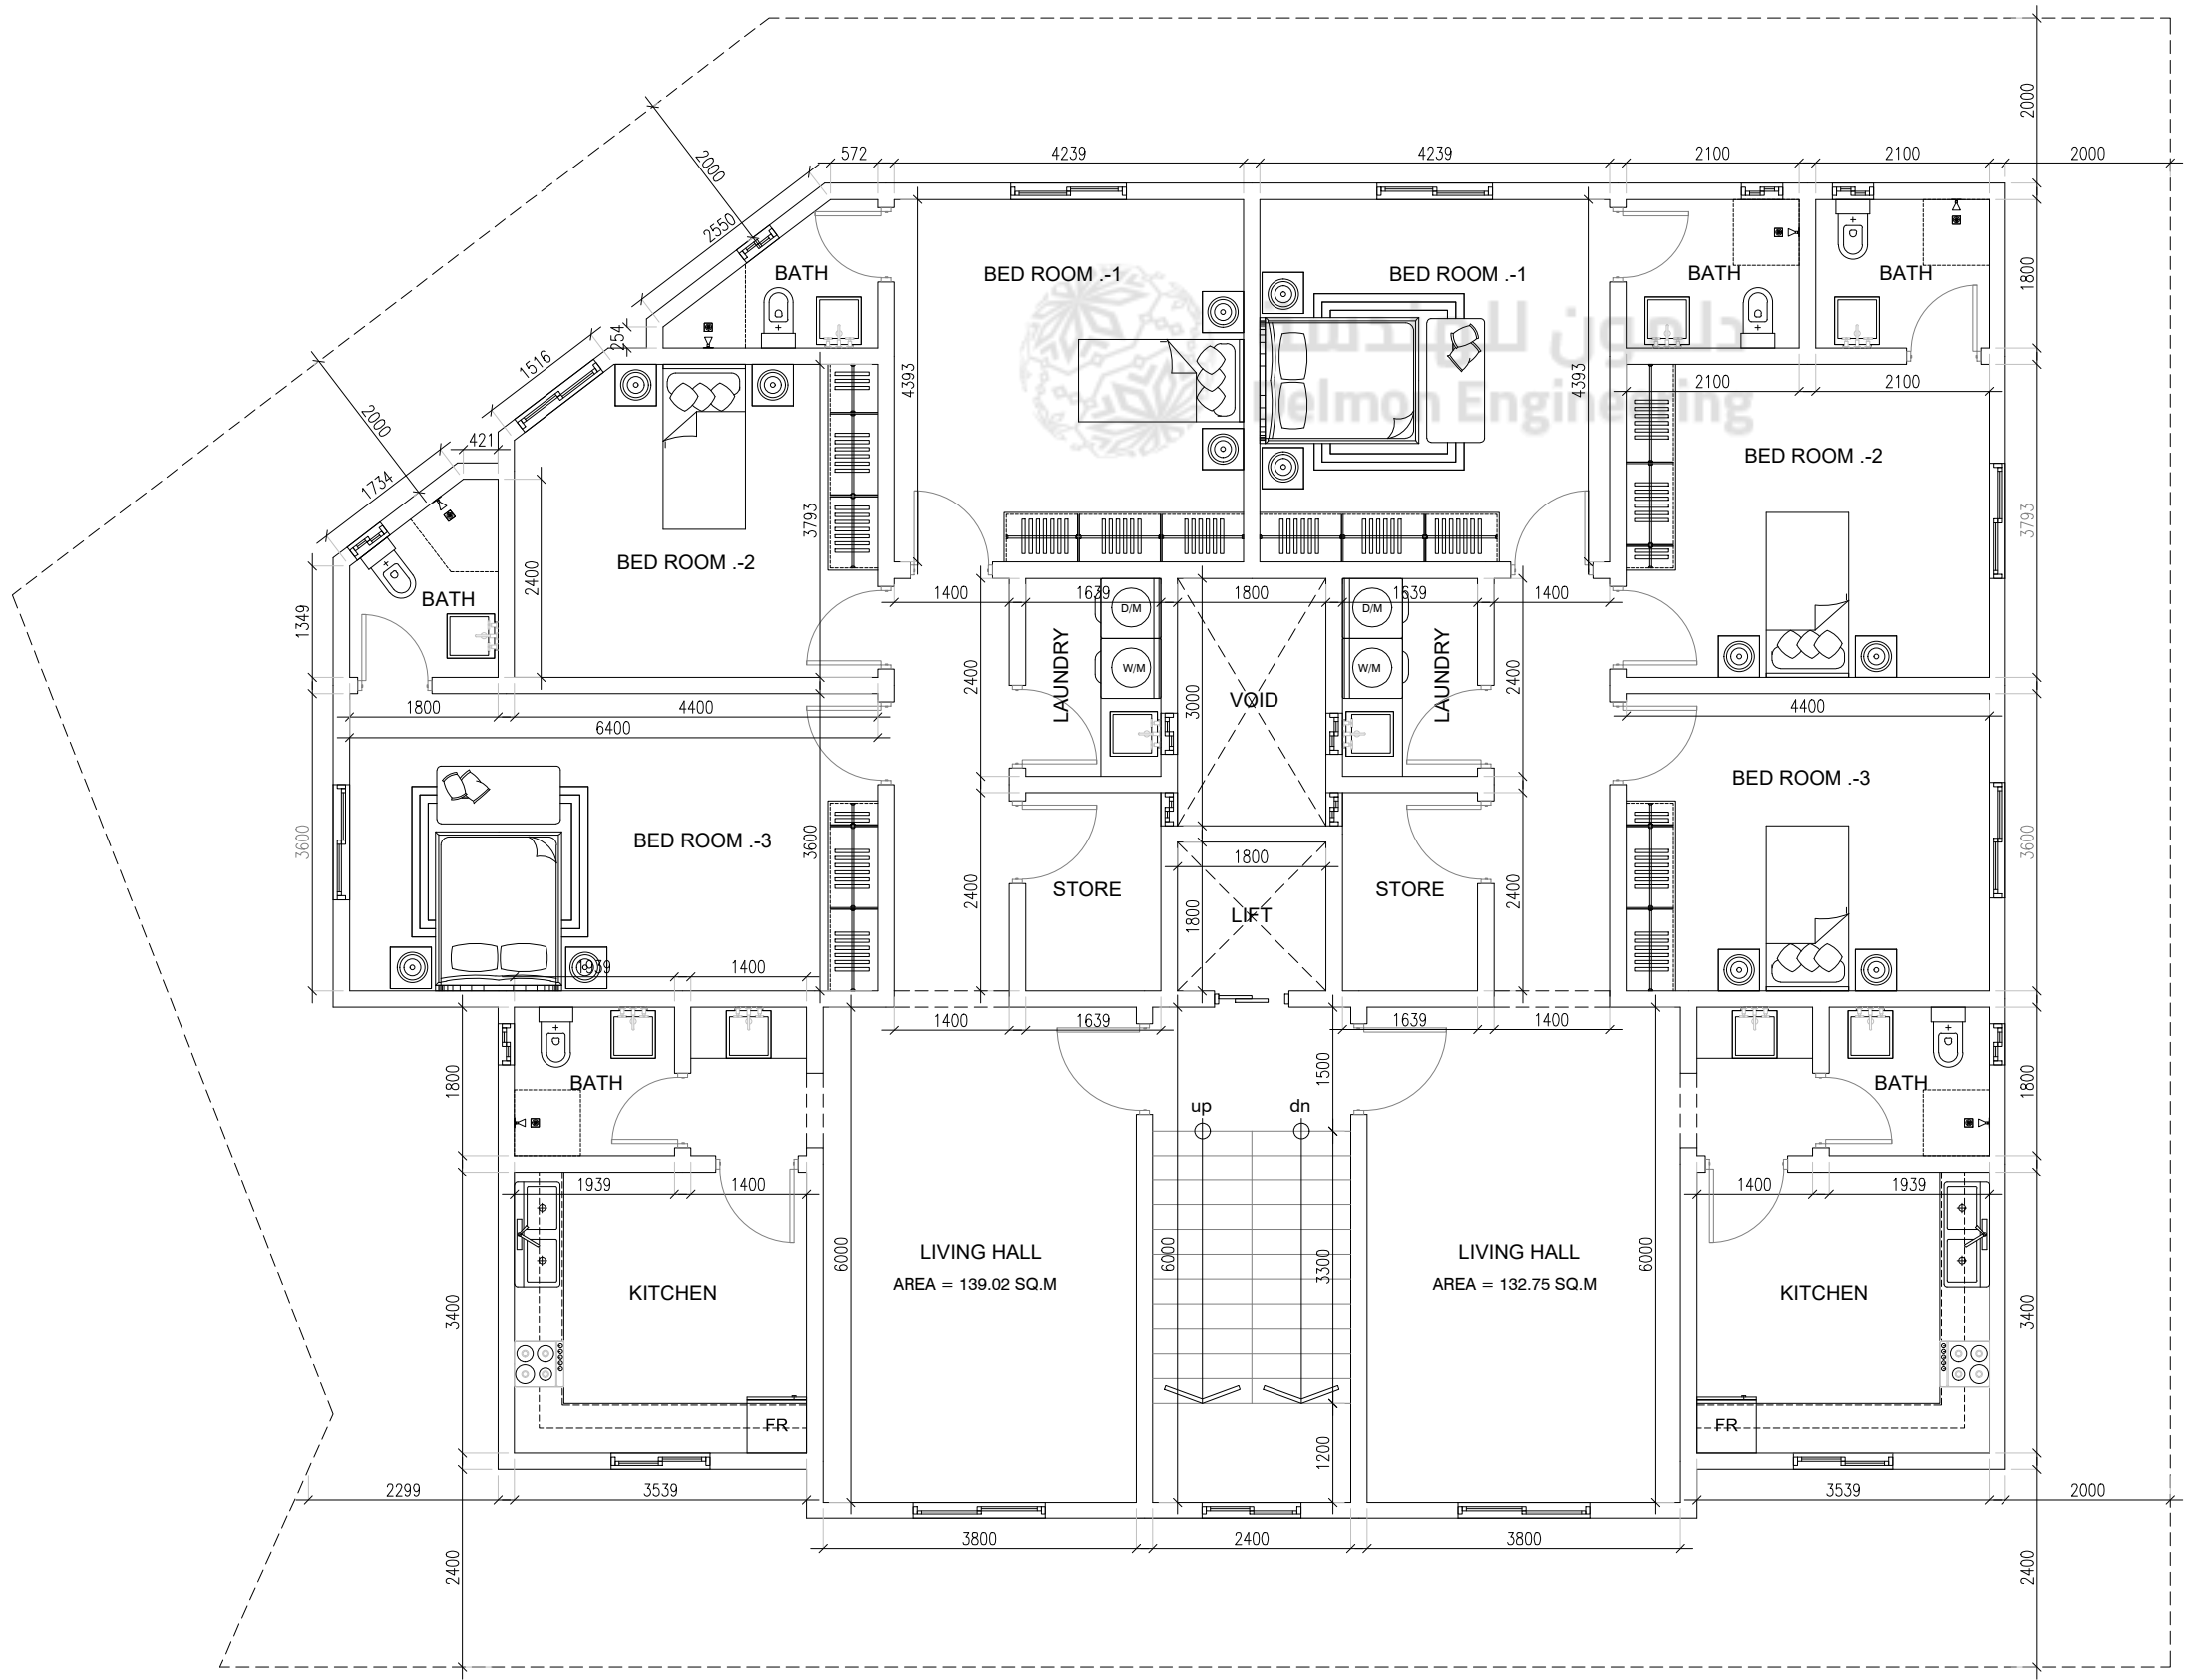 2000
572
4239
4239
2100
2100
2000
2000
2550
BATH
BED ROOM .-1
BED ROOM .-1
BATH
BATH
1800
دلمون للهندسة
Delmon Engineering
254
1516
4393
4393
2100
2100
2000
421
BED ROOM .-2
1734
3793
3793
BED ROOM .-2
2400
BATH
1349
1400
1639
1800
1639
1400
D/M
D/M
W/M
W/M
LAUNDRY
LAUNDRY
2400
2400
3000
VOID
1800
4400
4400
6400
BED ROOM .-3
BED ROOM .-3
3600
3600
3600
1800
STORE
STORE
2400
2400
1800
LIFT
1939
1400
1400
1639
1639
1400
1800
BATH
1500
BATH
1800
up
dn
1939
1400
1400
1939
6000
LIVING HALL
AREA = 139.02 SQ.M
6000
3300
LIVING HALL
AREA = 132.75 SQ.M
6000
KITCHEN
KITCHEN
3400
3400
FR
FR
1200
2299
3539
3539
2000
3800
2400
3800
2400
2400